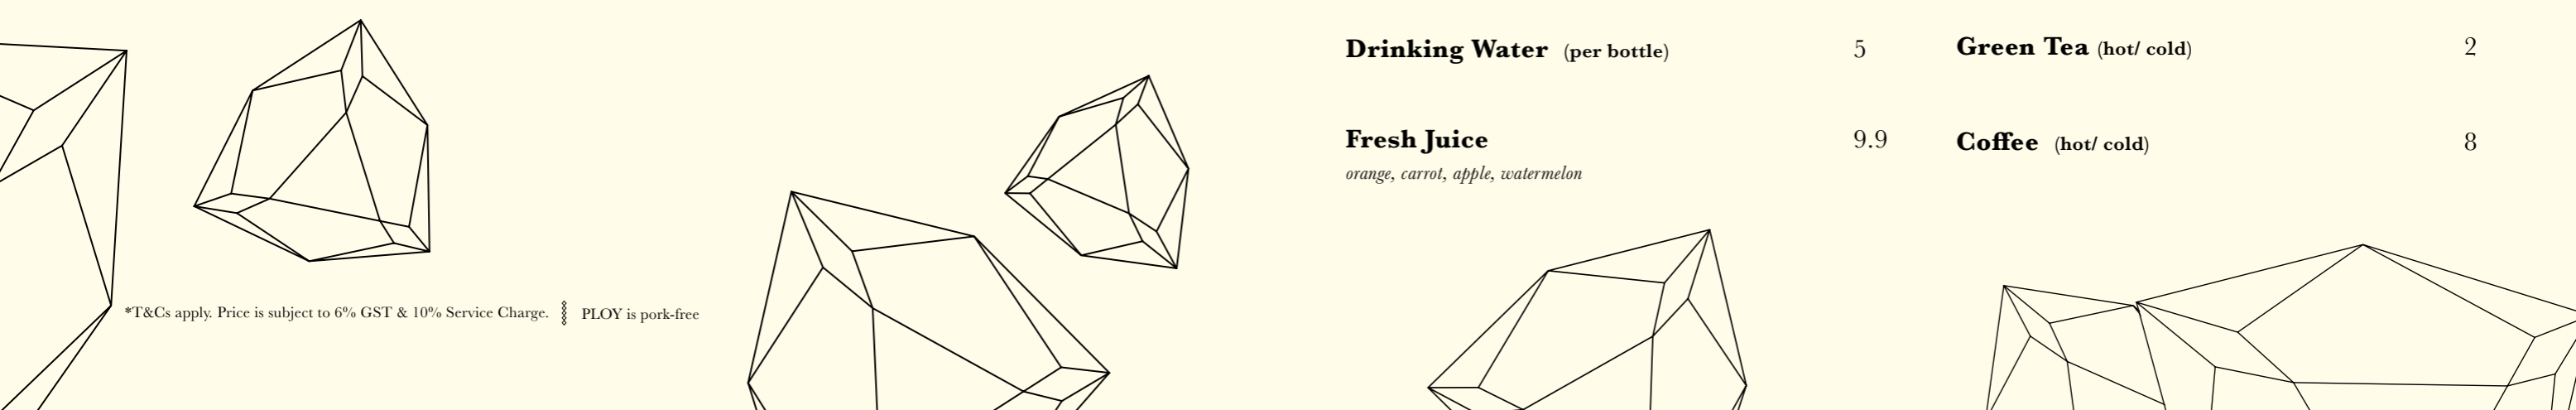 Drinking Water (per bottle) 5
Fresh Juice 9.9
orange, carrot, apple, watermelon
Green Tea (hot/ cold) 2
Coffee (hot/ cold) 8
*T&Cs apply. Price is subject to 6% GST & 10% Service Charge.
PLOY is pork-free